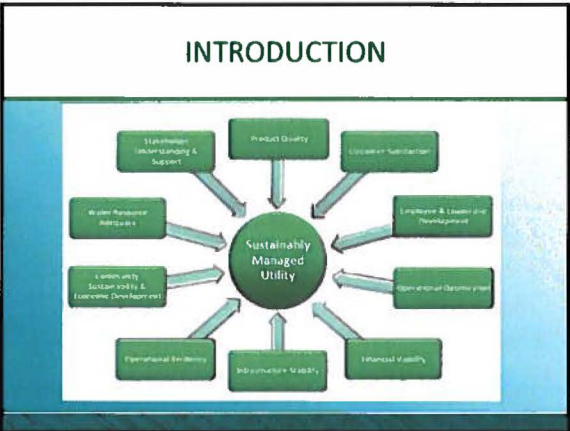 INTRODUCTION
Product Quality
Customer Satisfaction
Employee & Leadership
Development
Operational Optimization
Financial Viability
Infrastructure Stability
Operational Resiliency
Community
Sustainability &
Economic Development
Water Resource
Adequacy
Stakeholder
Understanding &
Support
Sustainably
Managed
Utility